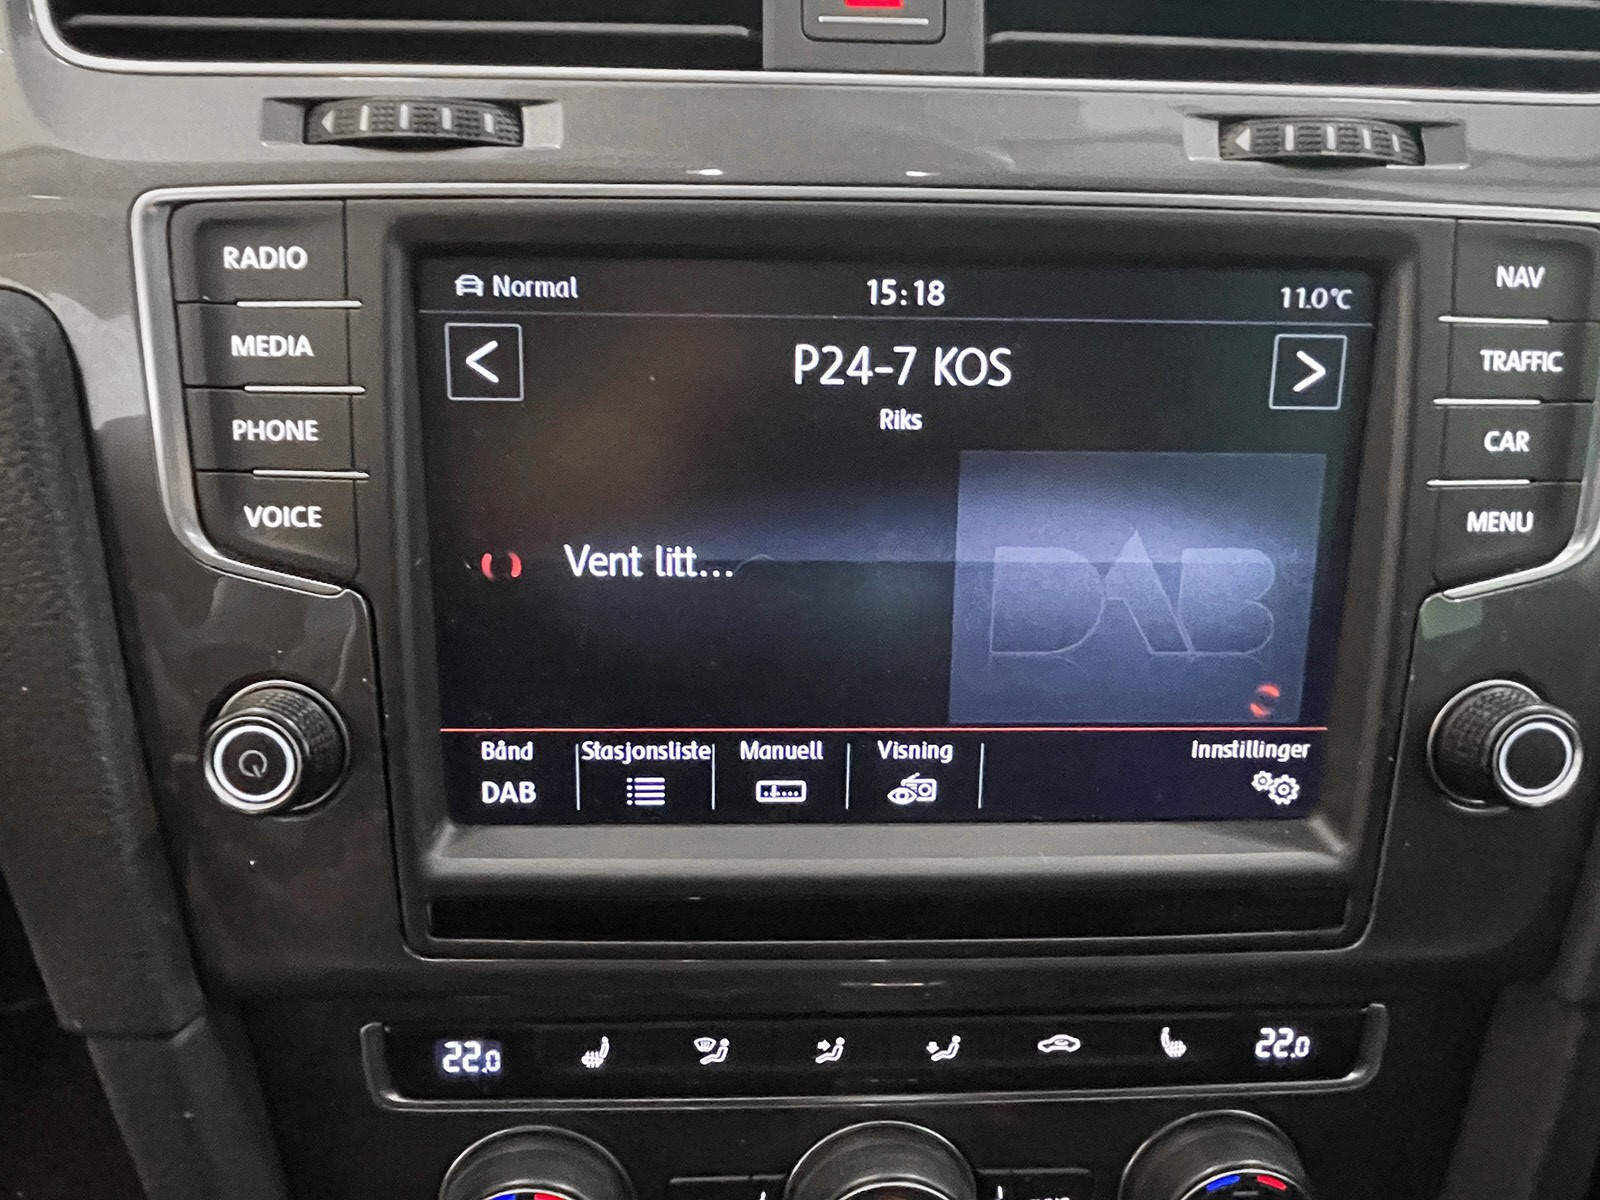 RADIO
MEDIA
PHONE
VOICE
Normal
15:18
11.0°C
<
P24-7 KOS
>
Riks
Vent litt...
DAB
Bånd
DAB
Stasjonsliste
Manuell
Visning
Innstillinger
NAV
TRAFFIC
CAR
MENU
22.0
22.0